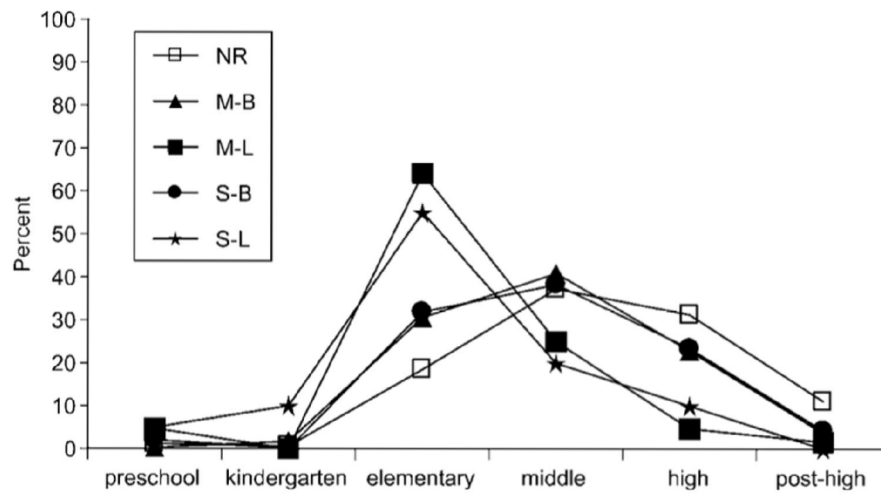 100
90
80
70
60
50
40
30
20
10
0
Percent
NR
M-B
M-L
S-B
S-L
preschool kindergarten elementary middle high post-high